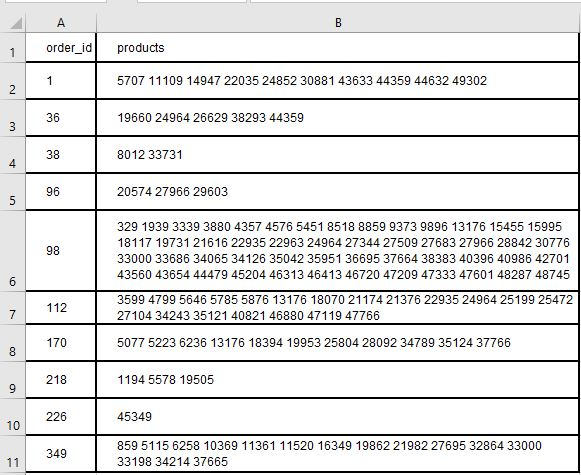 A B
1 order_id products
2 1 5707 11109 14947 22035 24852 30881 43633 44359 44632 49302
3 36 19660 24964 26629 38293 44359
4 38 8012 33731
5 96 20574 27966 29603
329 1939 3339 3880 4357 4576 5451 8518 8859 9373 9896 13176 15455 15995
18117 19731 21616 22935 22963 24964 27344 27509 27683 27966 28842 30776
98
33000 33686 34065 34126 35042 35951 36695 37664 38383 40396 40986 42701
6 43560 43654 44479 45204 46313 46413 46720 47209 47333 47601 48287 48745
3599 4799 5646 5785 5876 13176 18070 21174 21376 22935 24964 25199 25472
7 112 27104 34243 35121 40821 46880 47119 47766
8 170 5077 5223 6236 13176 18394 19953 25804 28092 34789 35124 37766
9 218 1194 5578 19505
10 226 45349
859 5115 6258 10369 11361 11520 16349 19862 21982 27695 32864 33000
11 349 33198 34214 37665